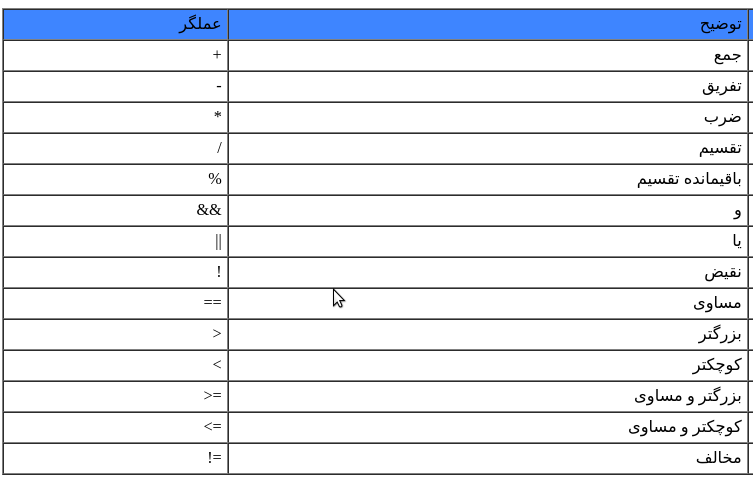 توضیح عملگر
جمع +
تفریق -
ضرب *
تقسیم /
باقیمانده تقسیم %
و &&
یا ||
نقیض !
مساوی ==
بزرگتر >
کوچکتر <
بزرگتر و مساوی >=
کوچکتر و مساوی <=
مخالف !=